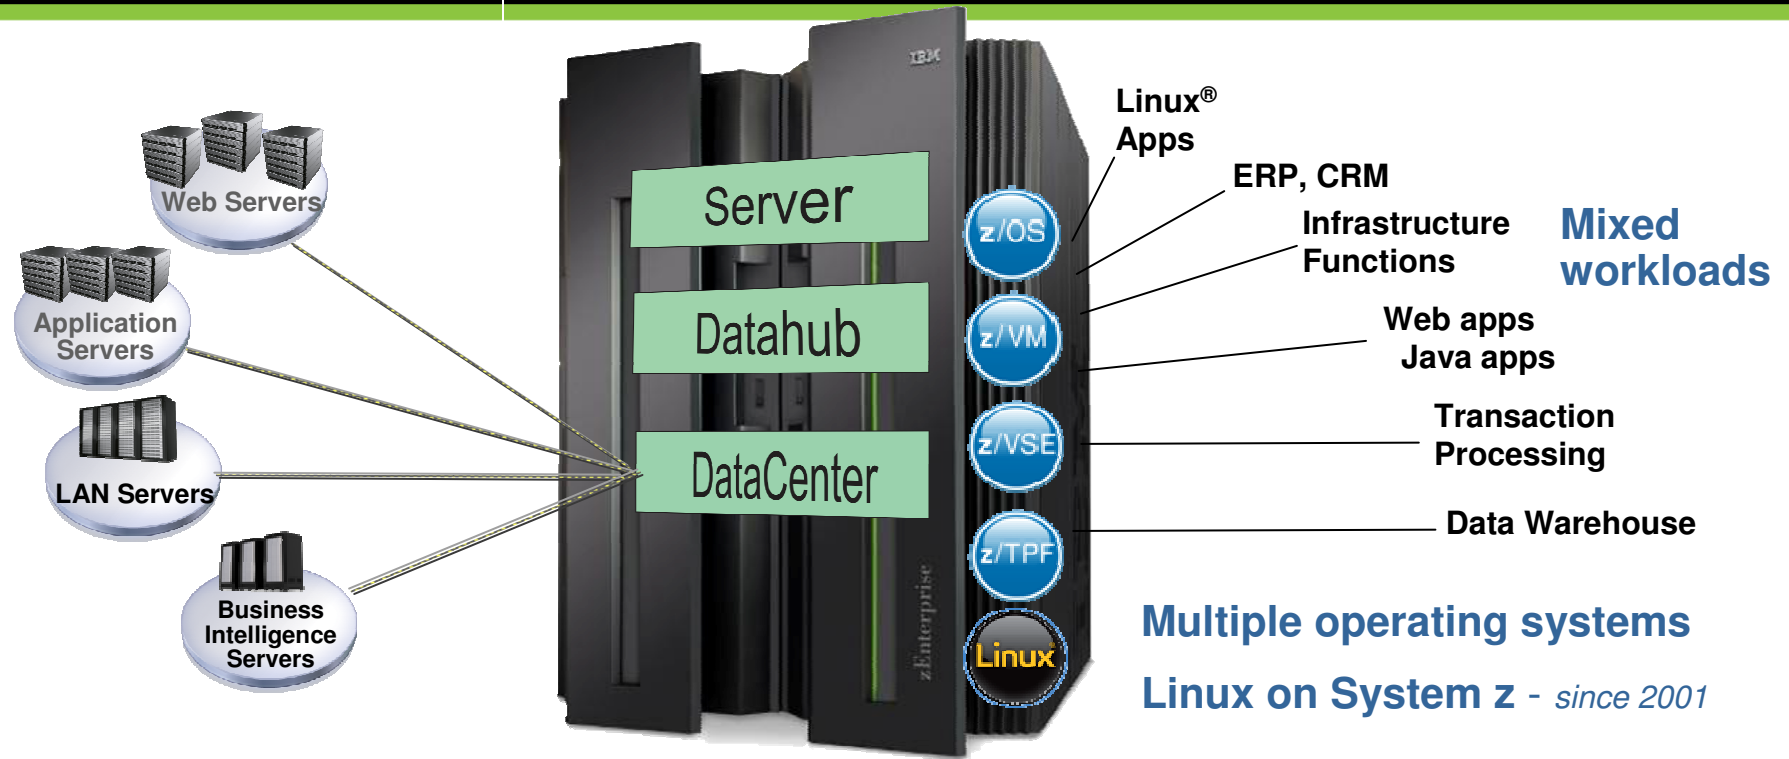 IBM
Linux®
Apps
ERP, CRM
Web Servers
Server
z/OS
Infrastructure
Functions
Mixed
workloads
Application
Servers
Datahub
z/VM
Web apps
Java apps
LAN Servers
DataCenter
z/VSE
Transaction
Processing
Data Warehouse
z/TPF
Business
Intelligence
Servers
zEnterprise
Linux
Multiple operating systems
Linux on System z - since 2001